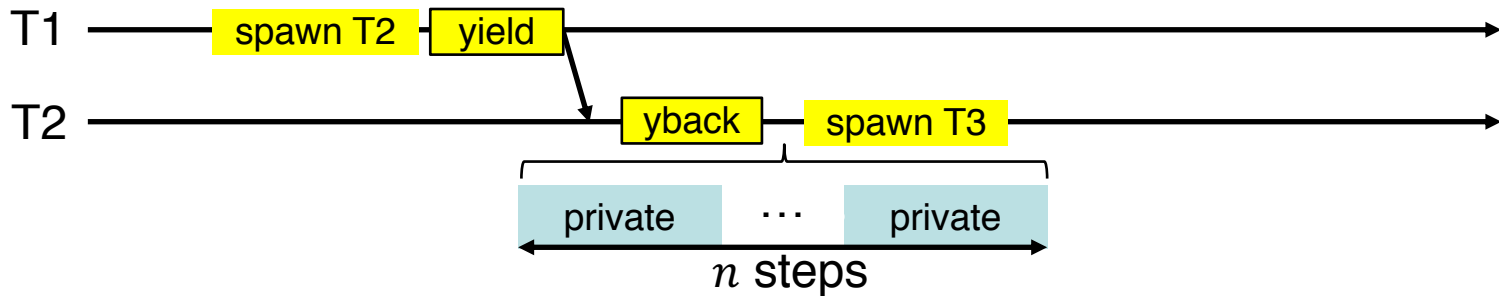 T1 spawn T2 yield
T2 yback spawn T3
private ... private
n steps